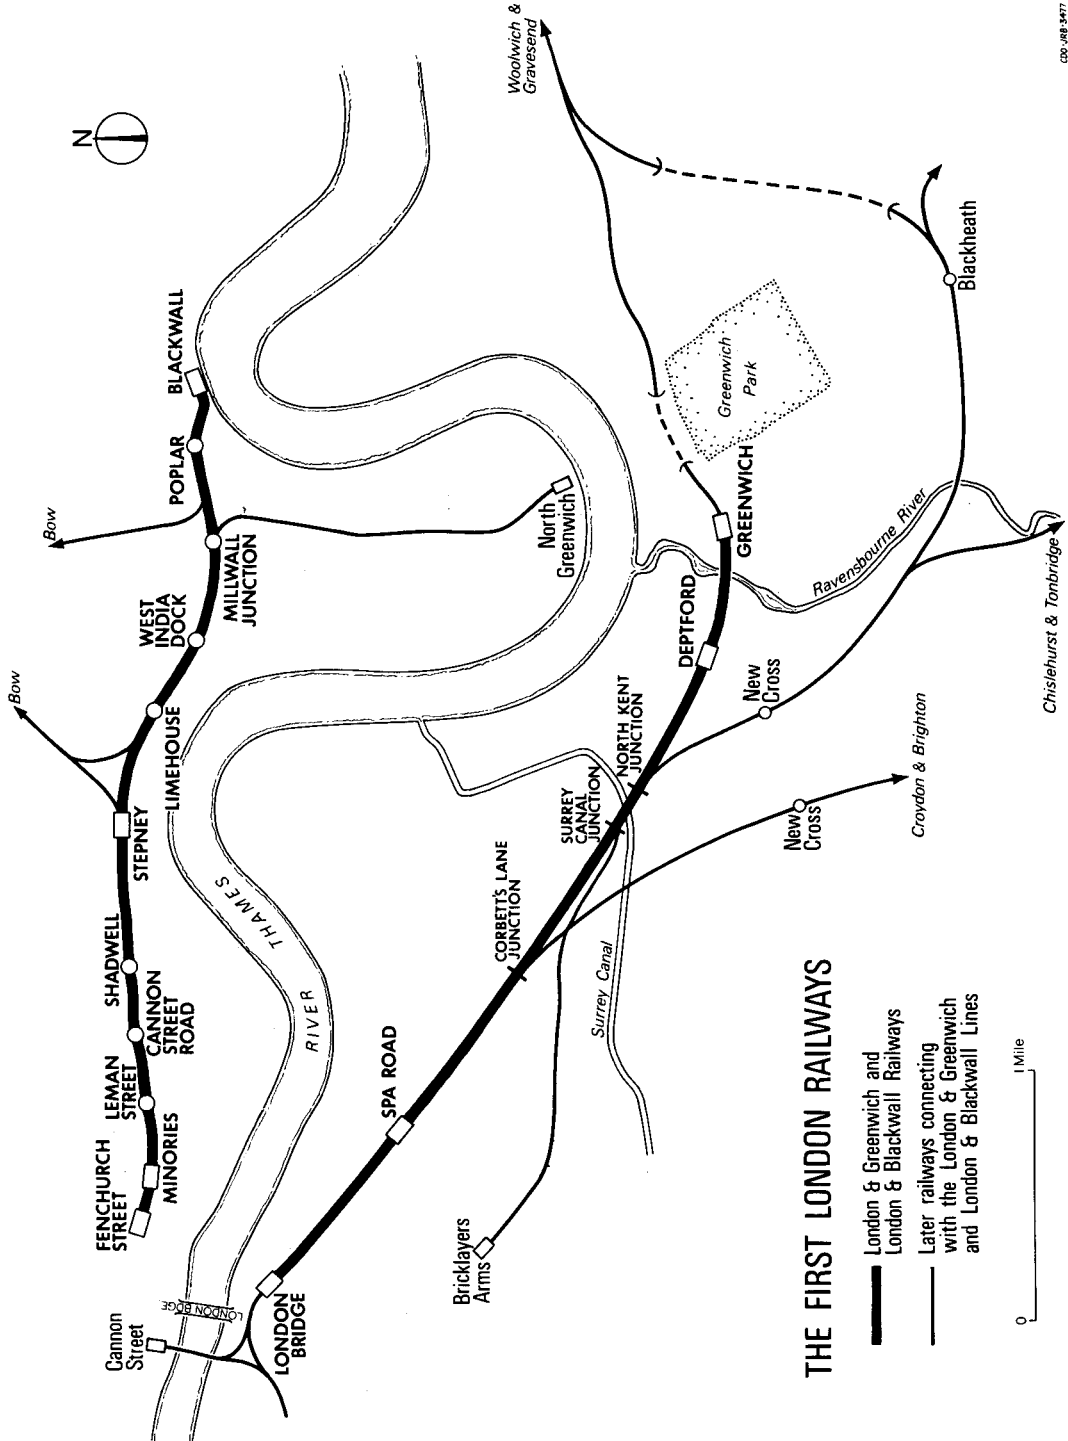 THE FIRST LONDON RAILWAYS
London & Greenwich and
London & Blackwall Railways
Later railways connecting
with the London & Greenwich
and London & Blackwall Lines
0
1 Mile
N
Cannon
Street
LONDON BDGE.
LONDON
BRIDGE
FENCHURCH
STREET
MINORIES
LEMAN
STREET
CANNON
STREET
ROAD
SHADWELL
STEPNEY
Bow
LIMEHOUSE
WEST
INDIA
DOCK
MILLWALL
JUNCTION
Bow
POPLAR
BLACKWALL
North
Greenwich
RIVER
THAMES
SPA ROAD
Bricklayers
Arms
CORBETT'S LANE
JUNCTION
Surrey Canal
SURREY
CANAL
JUNCTION
NORTH KENT
JUNCTION
New
Cross
New
Cross
Croydon & Brighton
DEPTFORD
GREENWICH
Greenwich
Park
Ravensbourne River
Chislehurst & Tonbridge
Blackheath
Woolwich &
Gravesend
CDO·JRB·3477